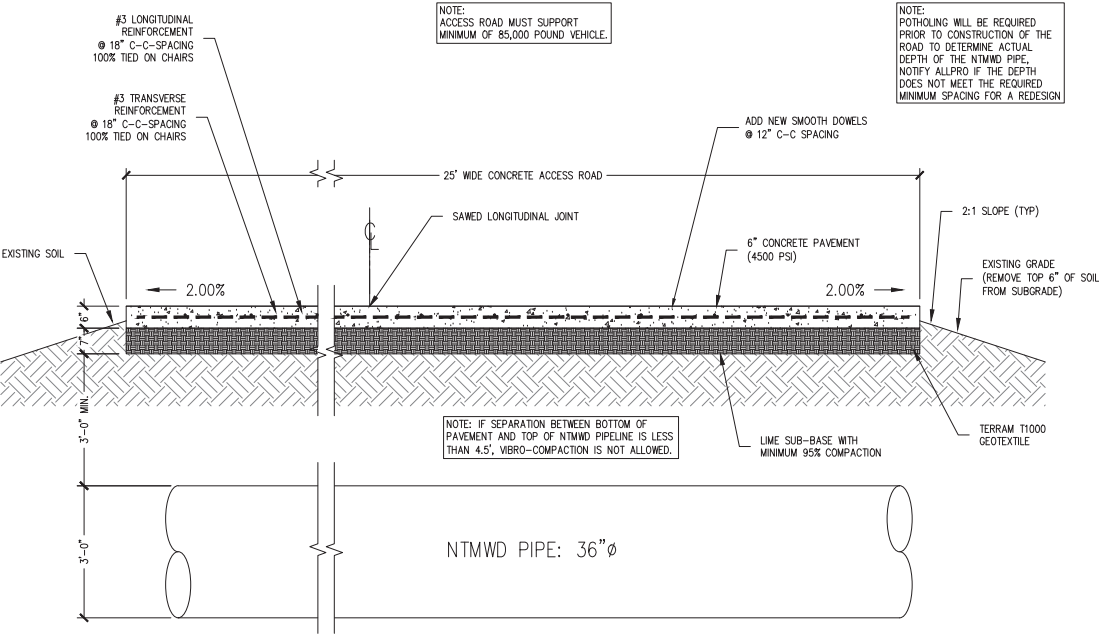 #3 LONGITUDINAL
REINFORCEMENT
@ 18" C-C-SPACING
100% TIED ON CHAIRS
NOTE:
ACCESS ROAD MUST SUPPORT
MINIMUM OF 85,000 POUND VEHICLE.
NOTE:
POTHOLING WILL BE REQUIRED
PRIOR TO CONSTRUCTION OF THE
ROAD TO DETERMINE ACTUAL
DEPTH OF THE NTMWD PIPE,
NOTIFY ALLPRO IF THE DEPTH
DOES NOT MEET THE REQUIRED
MINIMUM SPACING FOR A REDESIGN
#3 TRANSVERSE
REINFORCEMENT
@ 18" C-C-SPACING
100% TIED ON CHAIRS
ADD NEW SMOOTH DOWELS
@ 12" C-C SPACING
25' WIDE CONCRETE ACCESS ROAD
SAWED LONGITUDINAL JOINT
2:1 SLOPE (TYP)
CL
EXISTING SOIL
6" CONCRETE PAVEMENT
(4500 PSI)
EXISTING GRADE
(REMOVE TOP 6" OF SOIL
FROM SUBGRADE)
2.00%
2.00%
6"
7"
3'-0" MIN.
NOTE: IF SEPARATION BETWEEN BOTTOM OF
PAVEMENT AND TOP OF NTMWD PIPELINE IS LESS
THAN 4.5', VIBRO-COMPACTION IS NOT ALLOWED.
LIME SUB-BASE WITH
MINIMUM 95% COMPACTION
TERRAM T1000
GEOTEXTILE
3'-0"
NTMWD PIPE: 36"ø